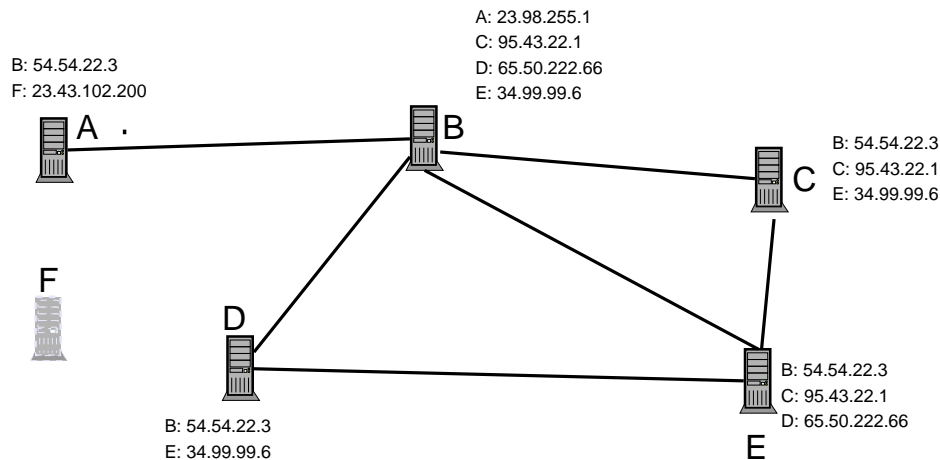 A: 23.98.255.1
C: 95.43.22.1
D: 65.50.222.66
E: 34.99.99.6
B: 54.54.22.3
F: 23.43.102.200
A
B
B: 54.54.22.3
C: 95.43.22.1
E: 34.99.99.6
C
F
D
B: 54.54.22.3
C: 95.43.22.1
D: 65.50.222.66
B: 54.54.22.3
E: 34.99.99.6
E